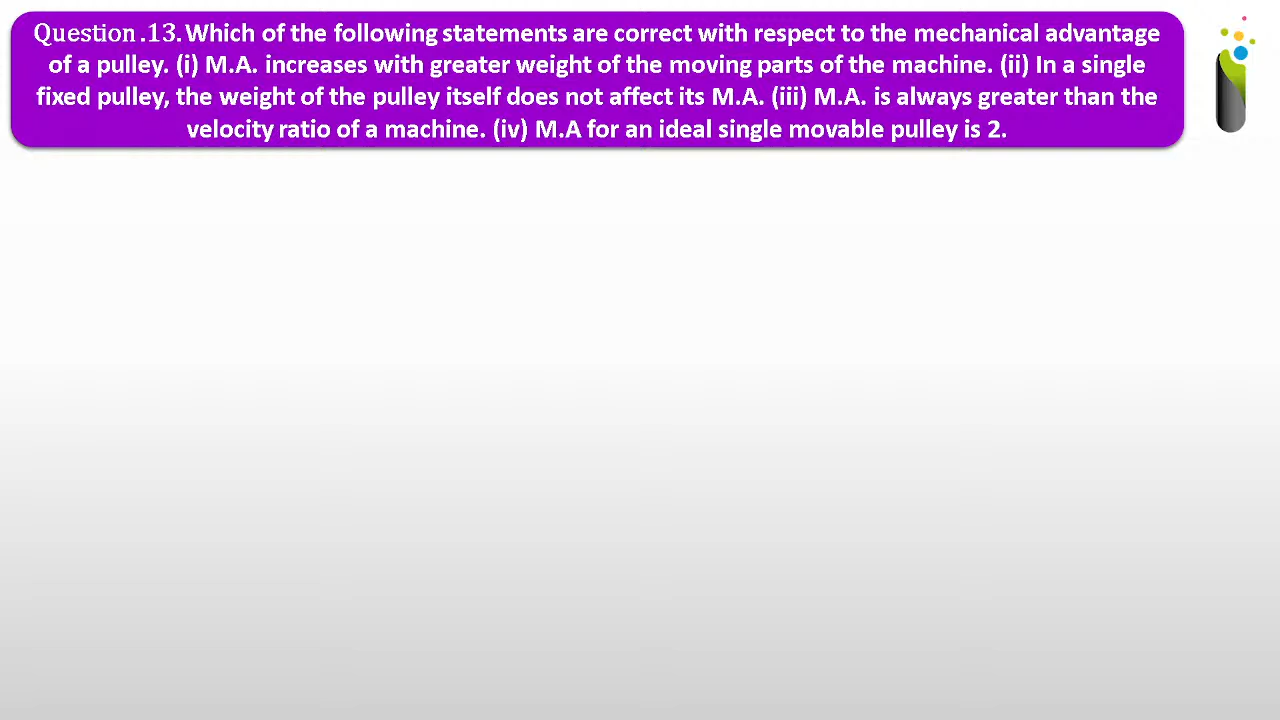 Question .13. Which of the following statements are correct with respect to the mechanical advantage
of a pulley. (i) M.A. increases with greater weight of the moving parts of the machine. (ii) In a single
fixed pulley, the weight of the pulley itself does not affect its M.A. (iii) M.A. is always greater than the
velocity ratio of a machine. (iv) M.A for an ideal single movable pulley is 2.